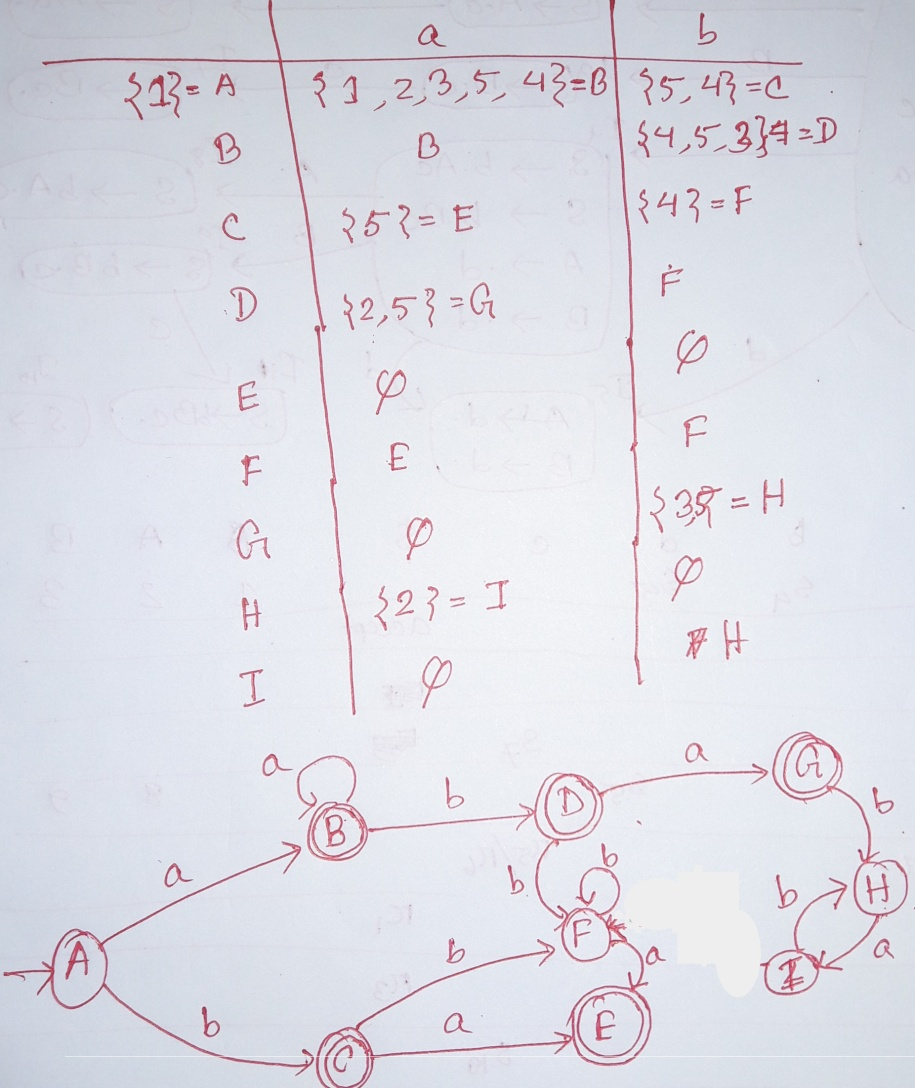 a b
{1}= A {1,2,3,5,4}=B {5,4}=C
B B {4,5,3}=D
C {5}= E {4}=F
D {2,5}=G F
E φ φ
F E F
G φ {3,5} = H
H {2}= I φ
I φ H
a
a
G
b
D
b
B
a
b
b
H
b
F
a
A
b
a
I
b
a
E
C